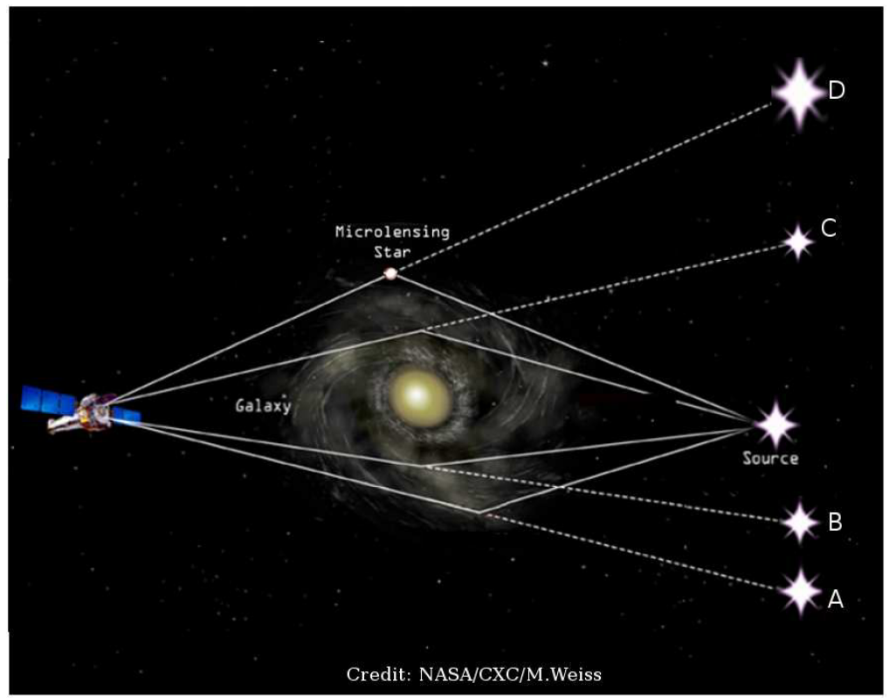 D
C
Microlensing
Star
Galaxy
Source
B
A
Credit: NASA/CXC/M.Weiss